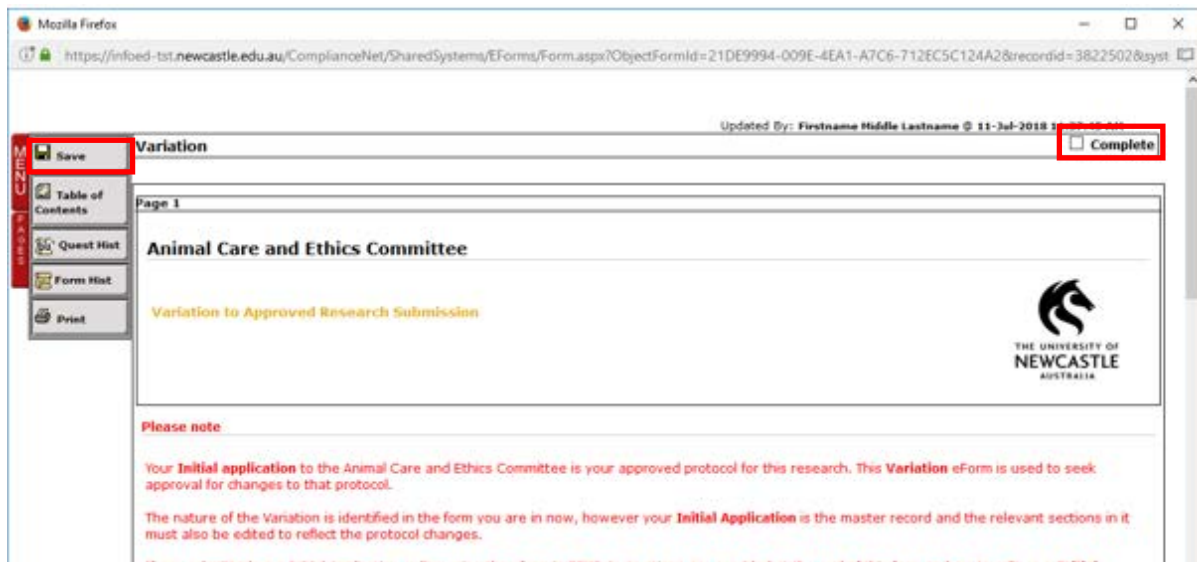 Mozilla Firefox
https://infoed-tst.newcastle.edu.au/ComplianceNet/SharedSystems/EForms/Form.aspx?ObjectFormId=21DE9994-009E-4EA1-A7C6-712EC5C124A2&recordid=3822502&syst
Updated By: Firstname Middle Lastname @ 11-Jul-2018
MENU
PAGES
Save
Variation
Complete
Table of
Contents
Page 1
Quest Hist
Animal Care and Ethics Committee
Form Hist
Print
Variation to Approved Research Submission
THE UNIVERSITY OF
NEWCASTLE
AUSTRALIA
Please note
Your Initial application to the Animal Care and Ethics Committee is your approved protocol for this research. This Variation eForm is used to seek
approval for changes to that protocol.
The nature of the Variation is identified in the form you are in now, however your Initial Application is the master record and the relevant sections in it
must also be edited to reflect the protocol changes.